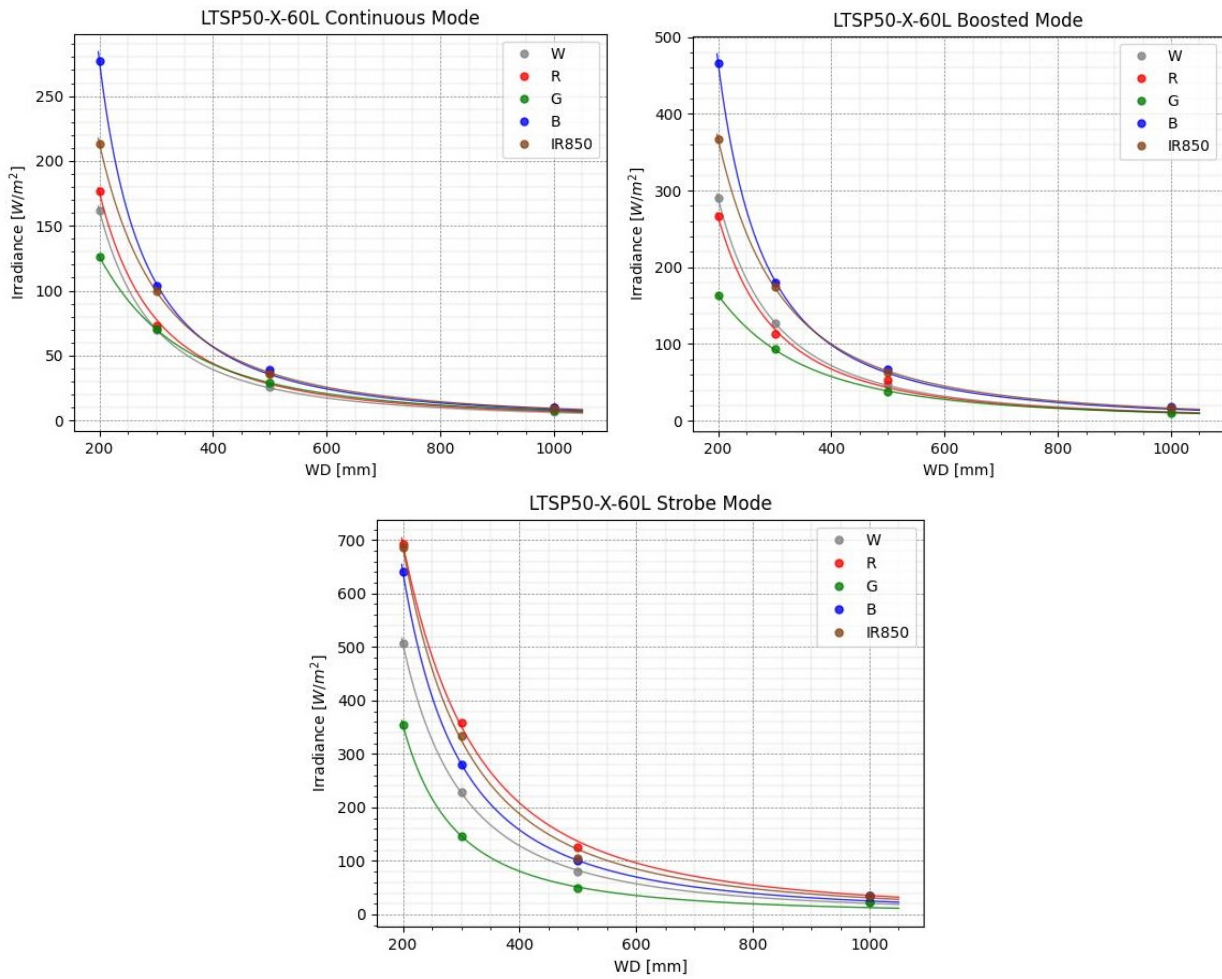 LTSP50-X-60L Continuous Mode
Irradiance [W/m²]
250
200
150
100
50
0
W
R
G
B
IR850
200
400
600
800
1000
WD [mm]
LTSP50-X-60L Boosted Mode
Irradiance [W/m²]
500
400
300
200
100
0
W
R
G
B
IR850
200
400
600
800
1000
WD [mm]
LTSP50-X-60L Strobe Mode
Irradiance [W/m²]
700
600
500
400
300
200
100
0
W
R
G
B
IR850
200
400
600
800
1000
WD [mm]